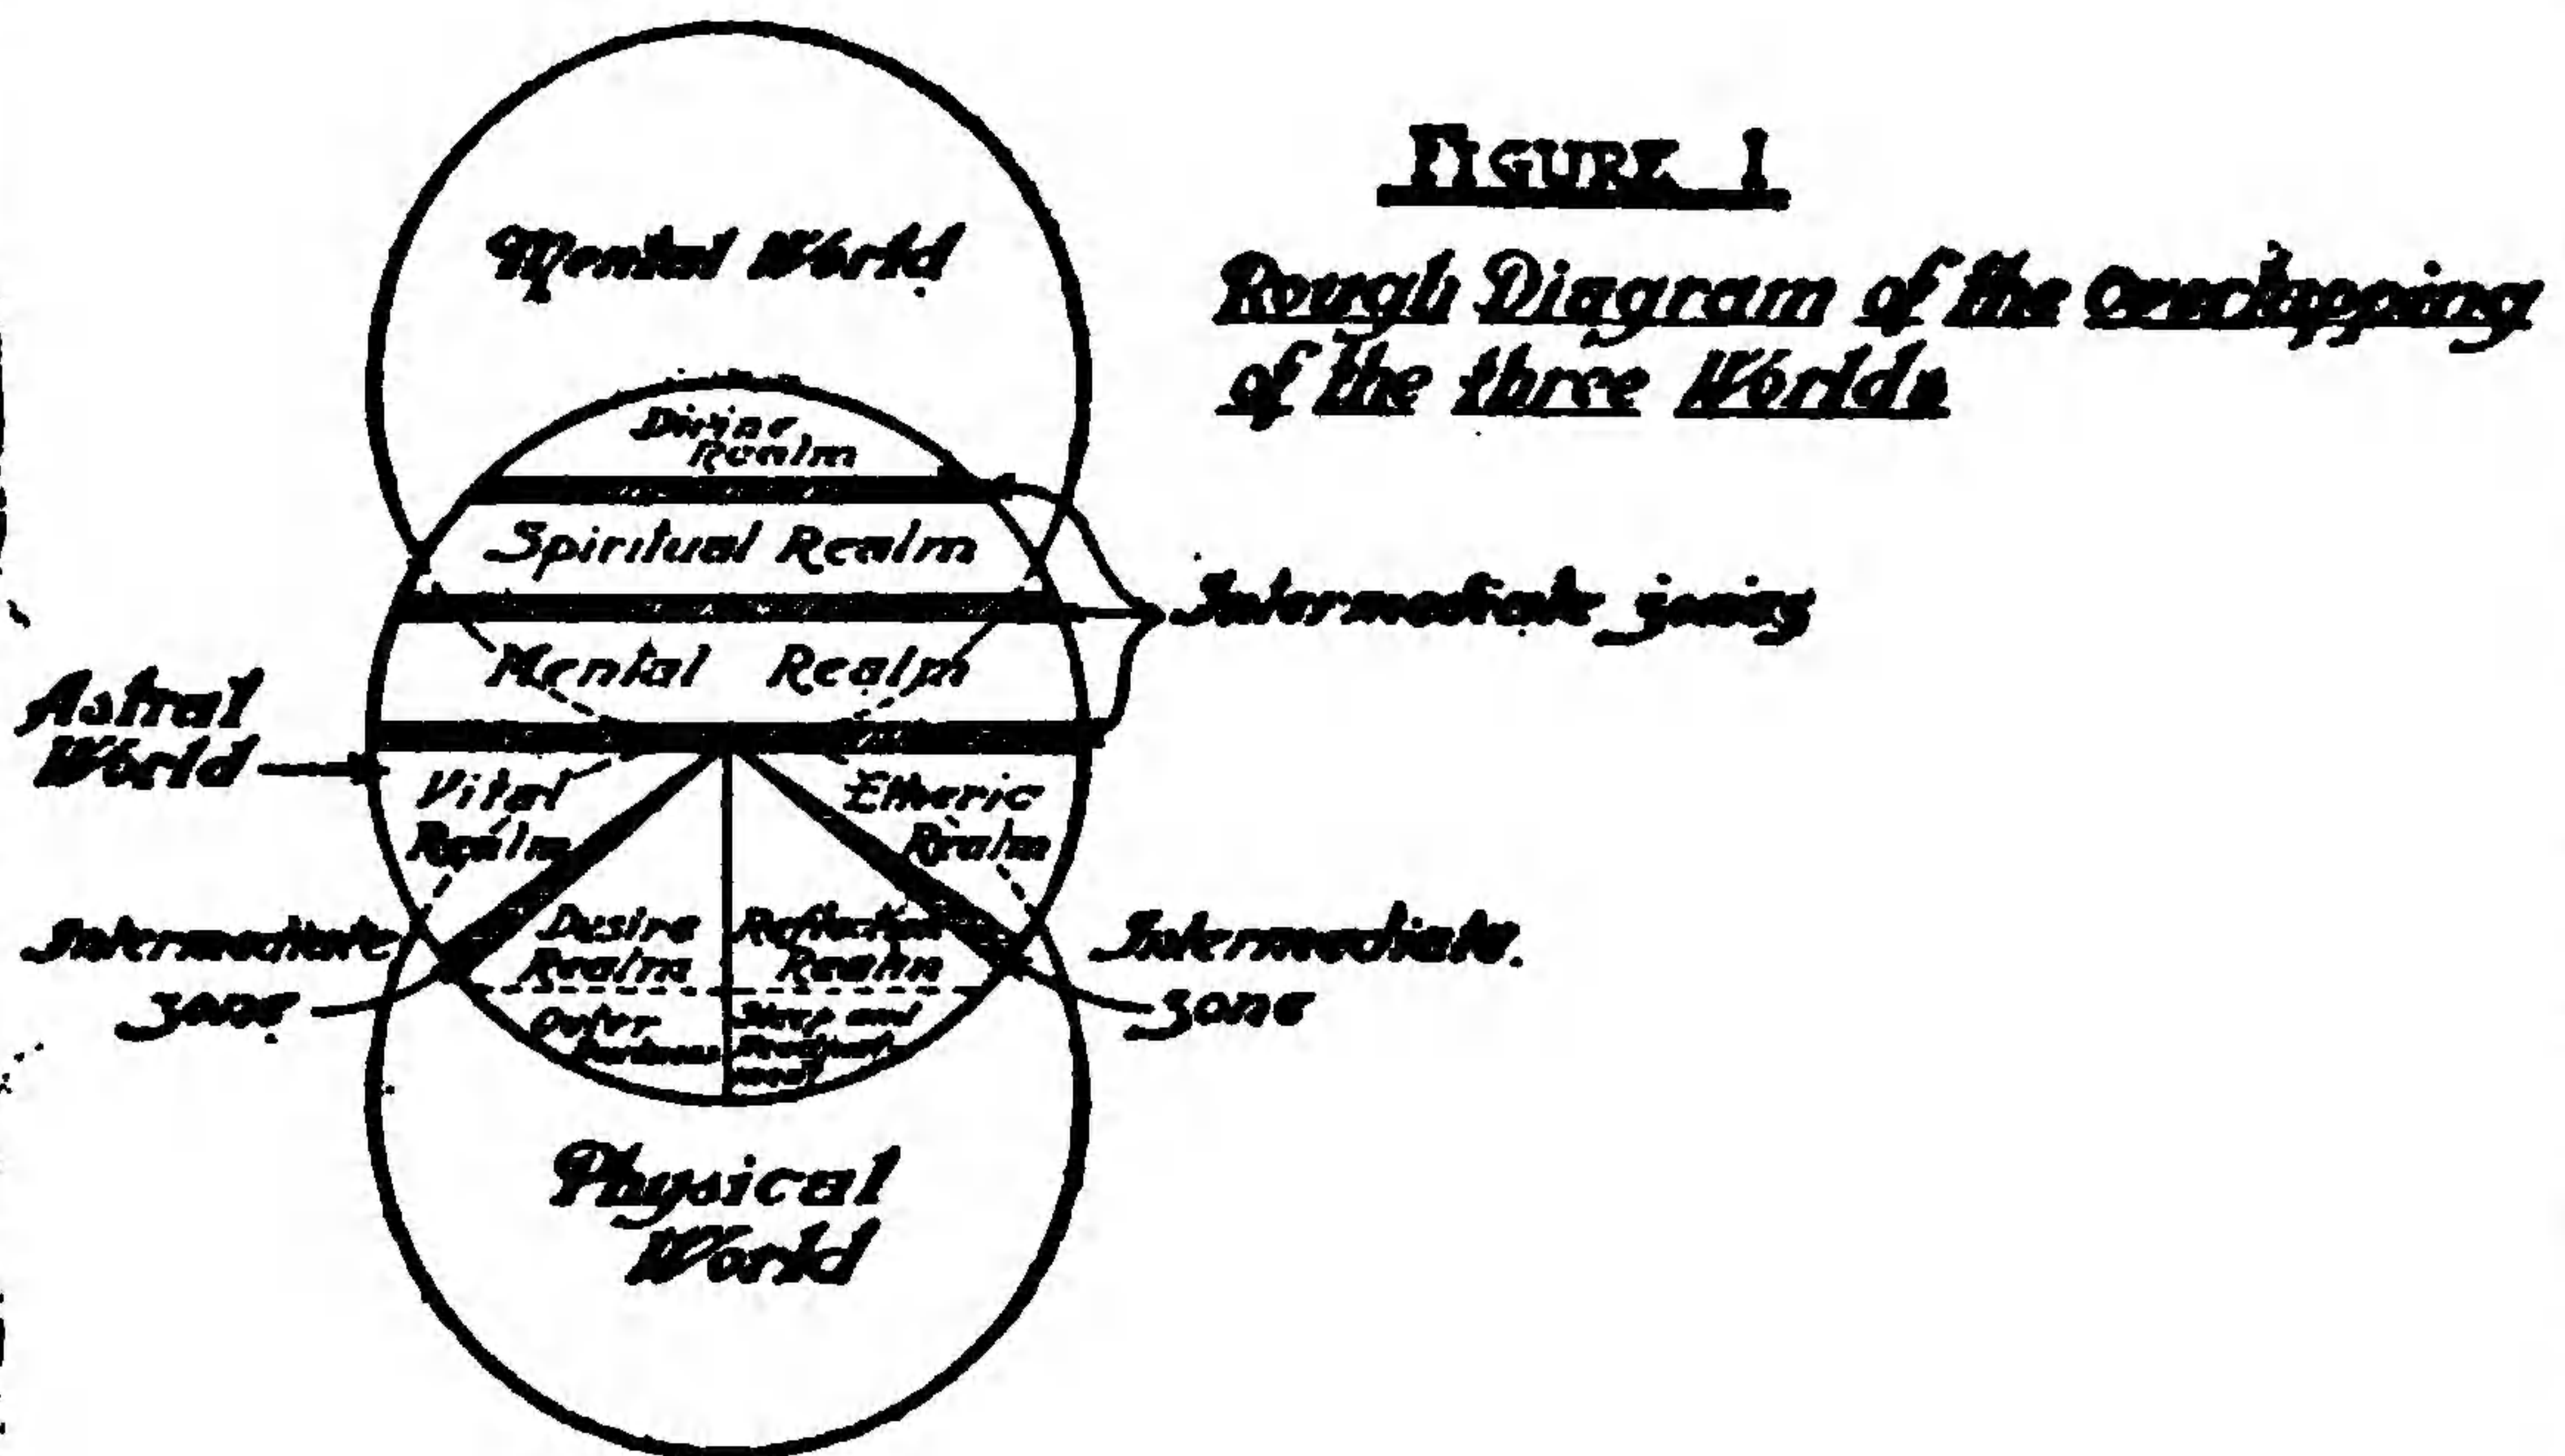 FIGURE 1
Rough Diagram of the Overlapping
of the three Worlds
Mental World
Divine
Realm
Spiritual Realm
Intermediate zones
Mental Realm
Astral
World
Vital
Realm
Etheric
Realm
Intermediate
zone
Desire
Realm
Reflection
Realm
Intermediate
zone
Outer
Darkness
Sleep and
Physical
World